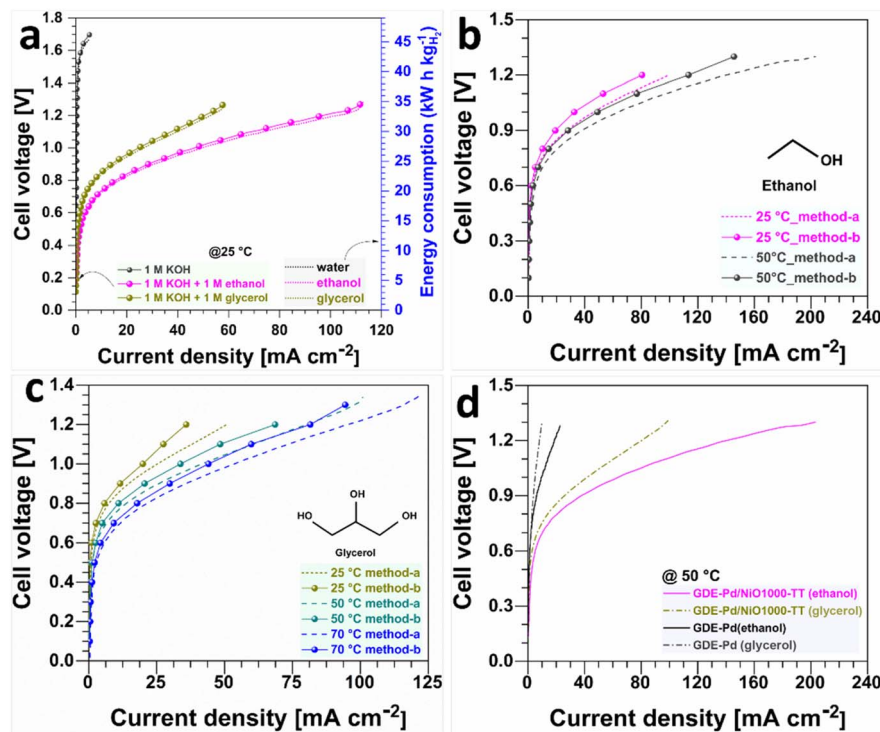 a
Cell voltage [V]
1.8
1.6
1.4
1.2
1.0
0.8
0.6
0.4
0.2
0.0
0 20 40 60 80 100 120
Current density [mA cm⁻²]
45
40
35
30
25
20
15
10
5
0
Energy consumption (kW h kg⁻¹H₂)
@25 °C
1 M KOH
1 M KOH + 1 M ethanol
1 M KOH + 1 M glycerol
water
ethanol
glycerol
b
Cell voltage [V]
1.5
1.2
0.9
0.6
0.3
0.0
0 40 80 120 160 200 240
Current density [mA cm⁻²]
OH
Ethanol
25 °C_method-a
25 °C_method-b
50°C_method-a
50°C_method-b
c
Cell voltage [V]
1.4
1.2
1.0
0.8
0.6
0.4
0.2
0.0
0 25 50 75 100 125
Current density [mA cm⁻²]
OH
HO OH
Glycerol
25 °C method-a
25 °C method-b
50 °C method-a
50 °C method-b
70 °C method-a
70 °C method-b
d
Cell voltage [V]
1.5
1.2
0.9
0.6
0.3
0.0
0 40 80 120 160 200 240
Current density [mA cm⁻²]
@ 50 °C
GDE-Pd/NiO1000-TT (ethanol)
GDE-Pd/NiO1000-TT (glycerol)
GDE-Pd(ethanol)
GDE-Pd (glycerol)